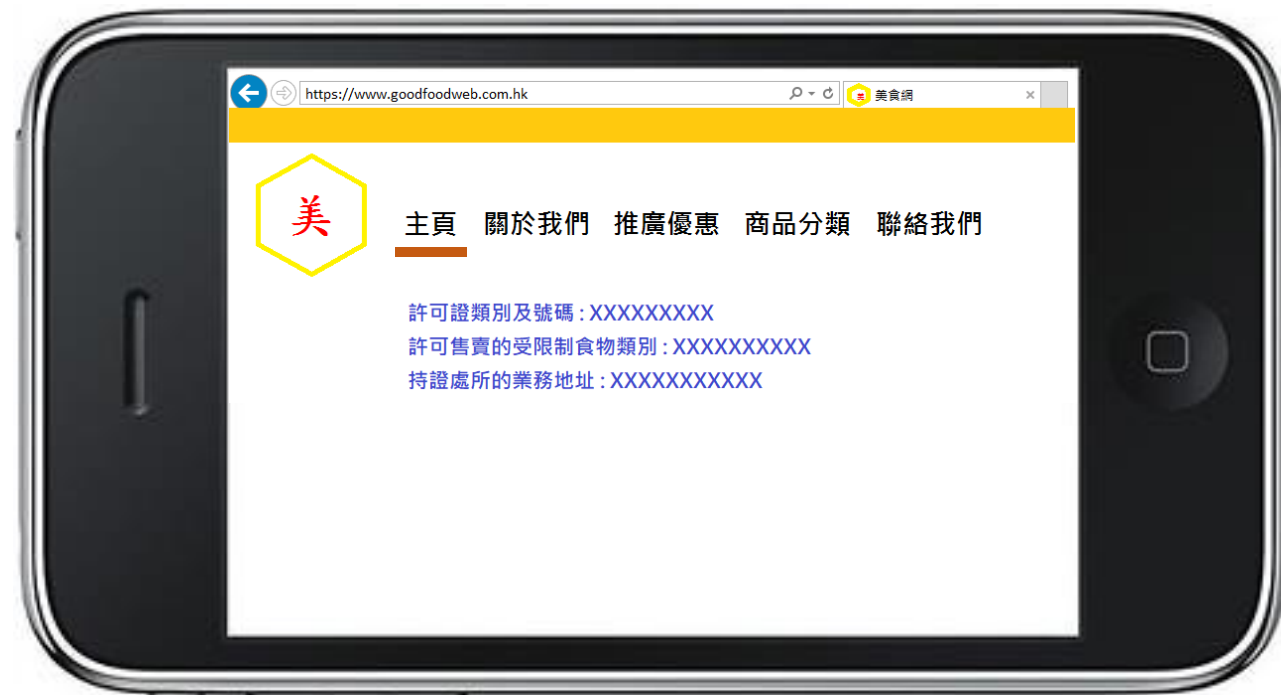 https://www.goodfoodweb.com.hk
美 美食網
美
主頁 關於我們 推廣優惠 商品分類 聯絡我們
許可證類別及號碼 : XXXXXXXXX
許可售賣的受限制食物類別 : XXXXXXXXXX
持證處所的業務地址 : XXXXXXXXXXX